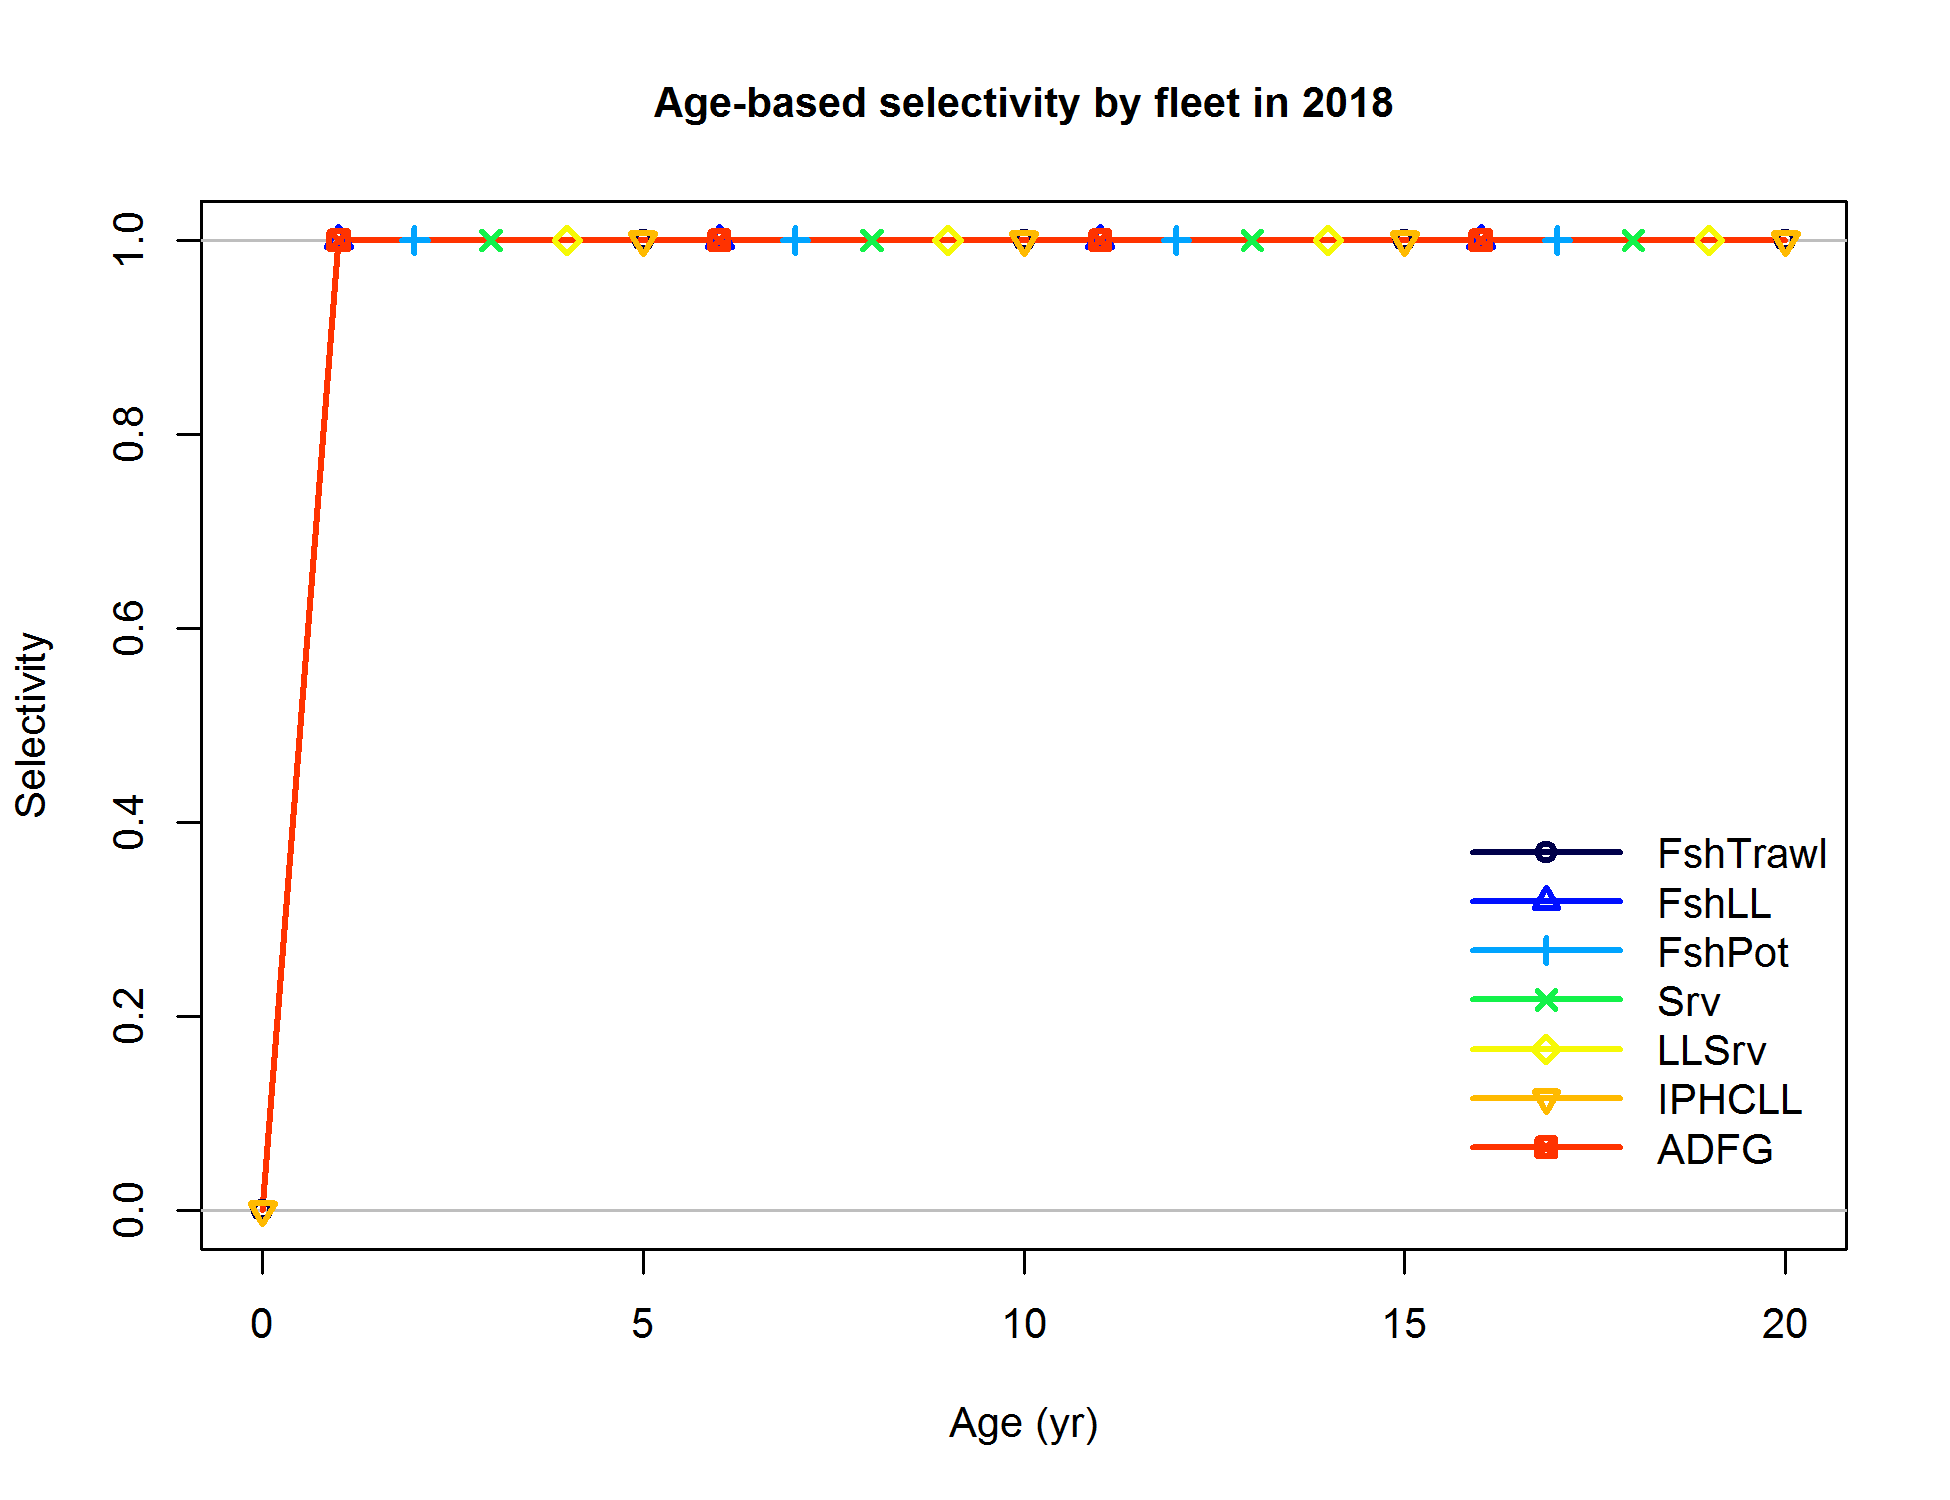 Age-based selectivity by fleet in 2018
Selectivity
1.0
0.8
0.6
0.4
0.2
0.0
FshTrawl
FshLL
FshPot
Srv
LLSrv
IPHCLL
ADFG
0 5 10 15 20
Age (yr)